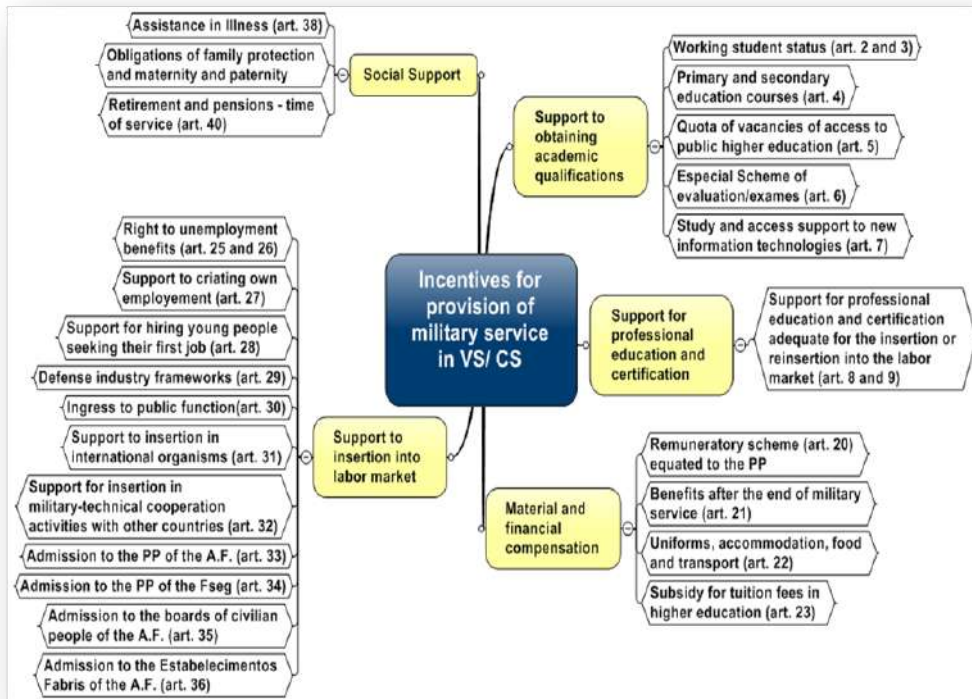 Assistance in Illness (art. 38)
Obligations of family protection
and maternity and paternity
Retirement and pensions - time
of service (art. 40)
Social Support
Working student status (art. 2 and 3)
Primary and secondary
education courses (art. 4)
Quota of vacancies of access to
public higher education (art. 5)
Especial Scheme of
evaluation/exames (art. 6)
Study and access support to new
information technologies (art. 7)
Support to
obtaining
academic
qualifications
Incentives for
provision of
military service
in VS/ CS
Support for
professional
education and
certification
Support for professional
education and certification
adequate for the insertion or
reinsertion into the labor
market (art. 8 and 9)
Right to unemployment
benefits (art. 25 and 26)
Support to criating own
employement (art. 27)
Support for hiring young people
seeking their first job (art. 28)
Defense industry frameworks (art. 29)
Ingress to public function(art. 30)
Support to insertion in
international organisms (art. 31)
Support for insertion in
military-technical cooperation
activities with other countries (art. 32)
Admission to the PP of the A.F. (art. 33)
Admission to the PP of the Fseg (art. 34)
Admission to the boards of civilian
people of the A.F. (art. 35)
Admission to the Estabelecimentos
Fabris of the A.F. (art. 36)
Support to
insertion into
labor market
Material and
financial
compensation
Remuneratory scheme (art. 20)
equated to the PP
Benefits after the end of military
service (art. 21)
Uniforms, accommodation, food
and transport (art. 22)
Subsidy for tuition fees in
higher education (art. 23)